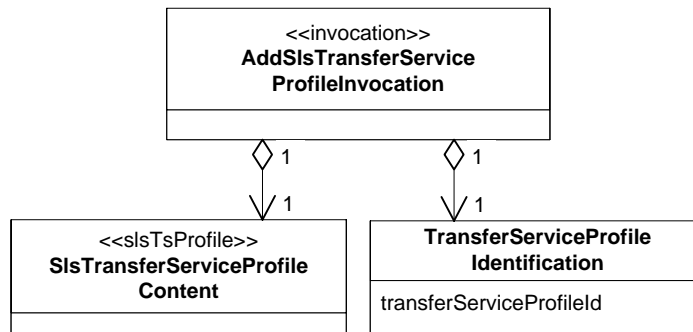 <<invocation>>
AddSlsTransferService
ProfileInvocation
1
1
1
1
<<slsTsProfile>>
SlsTransferServiceProfile
Content
TransferServiceProfile
Identification
transferServiceProfileId